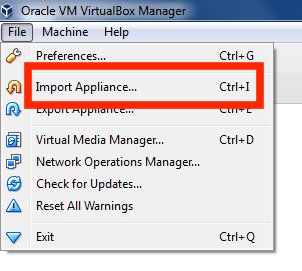 Oracle VM VirtualBox Manager
File Machine Help
Preferences... Ctrl+G
Import Appliance... Ctrl+I
Export Appliance... Ctrl+E
Virtual Media Manager... Ctrl+D
Network Operations Manager...
Check for Updates...
Reset All Warnings
Exit Ctrl+Q